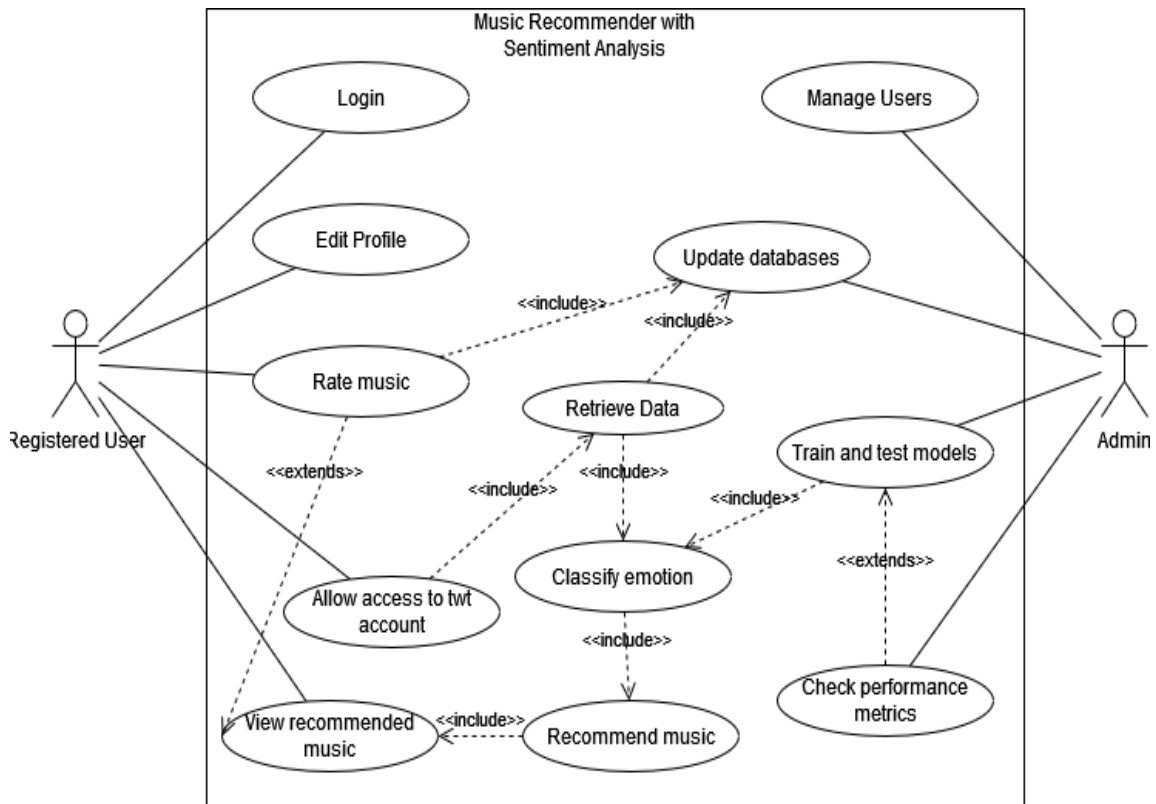 Music Recommender with
Sentiment Analysis
Login
Manage Users
Edit Profile
Update databases
<<include>>
<<include>>
Rate music
Retrieve Data
Registered User
Admin
Train and test models
<<extends>>
<<include>>
<<include>>
<<include>>
<<extends>>
Classify emotion
Allow access to twt
account
<<include>>
Check performance
metrics
View recommended
music
<<include>>
Recommend music